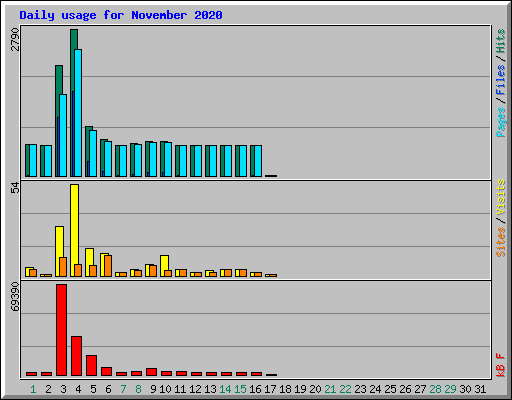 Daily usage for November 2020
2790
54
69390
Pages / Files / Hits
Sites / Visits
kB F
1 2 3 4 5 6 7 8 9 10 11 12 13 14 15 16 17 18 19 20 21 22 23 24 25 26 27 28 29 30 31